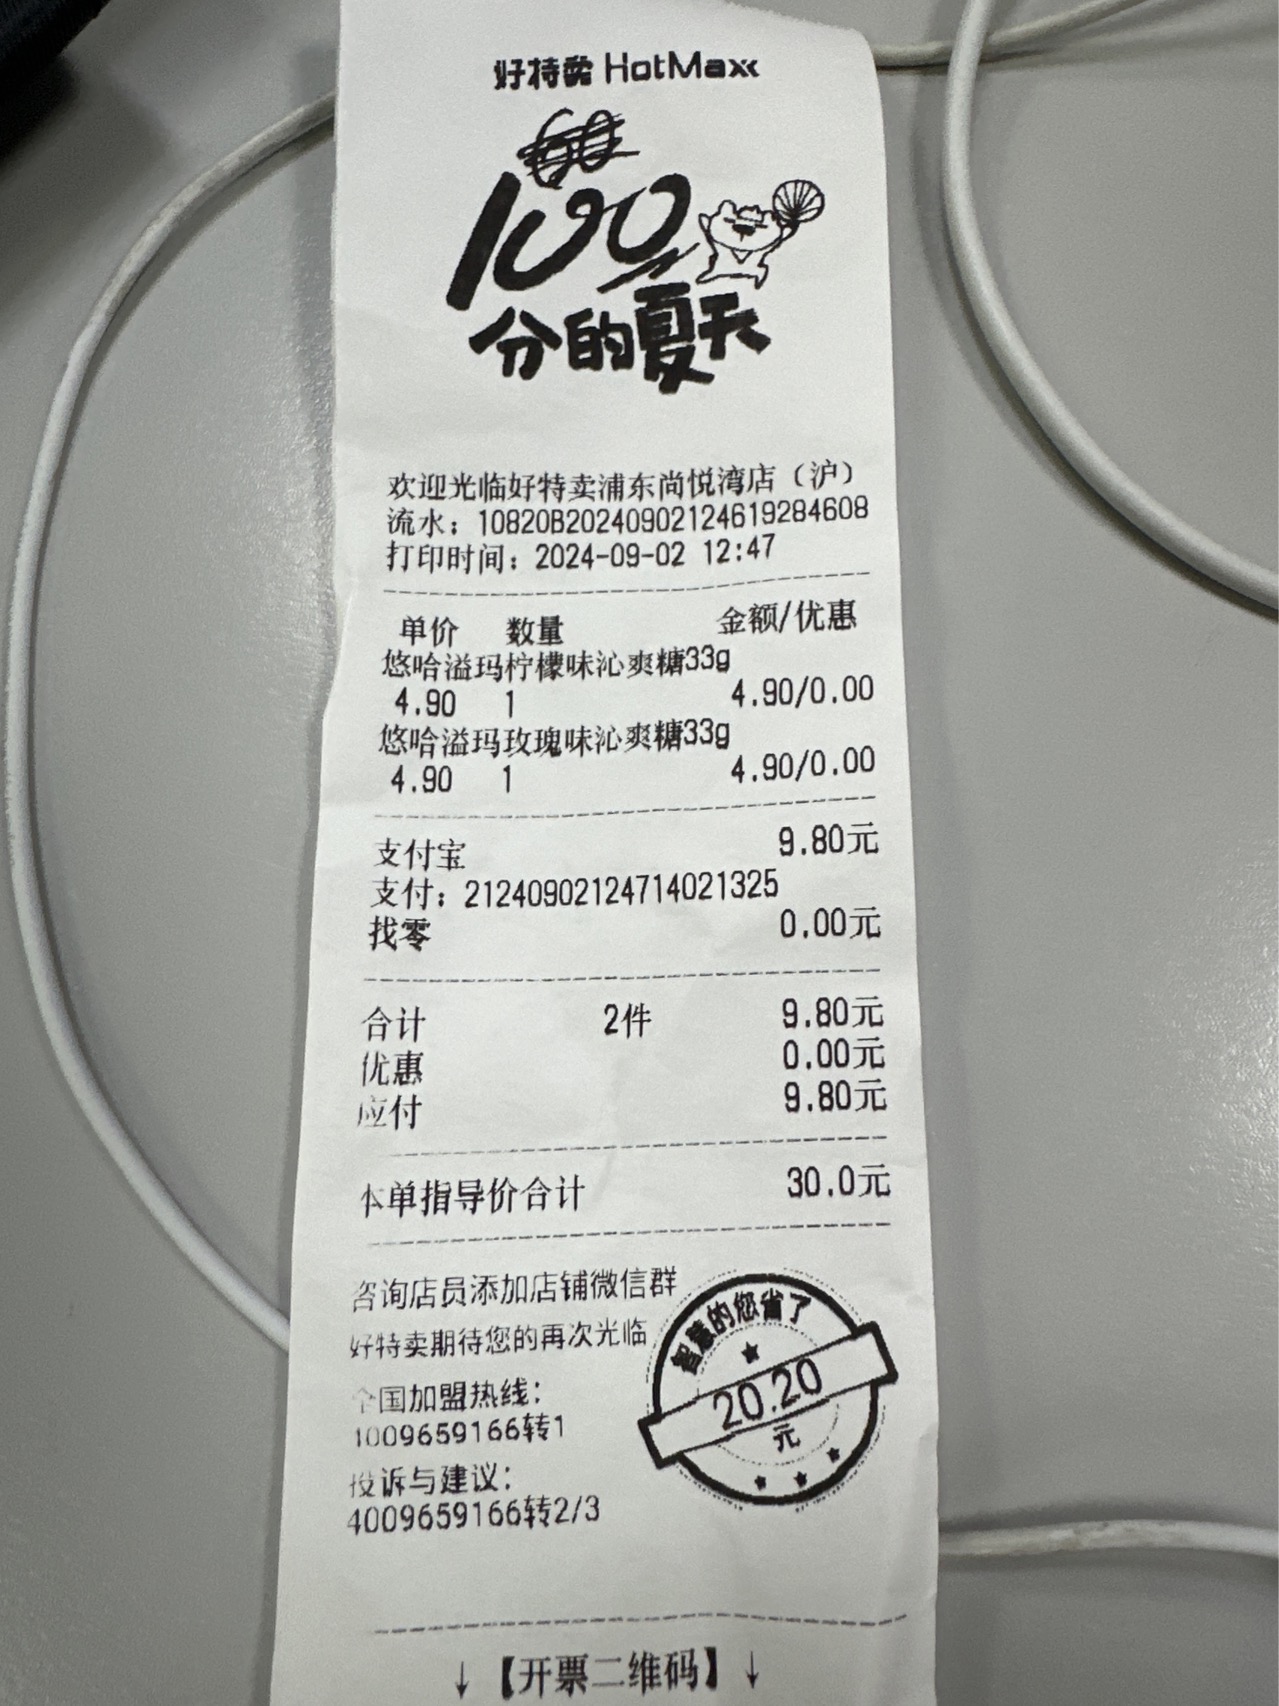 好特卖 HotMaxx
100
分的夏天
欢迎光临好特卖浦东尚悦湾店（沪）
流水：10820B20240902124619284608
打印时间：2024-09-02 12:47
单价 数量 金额/优惠
悠哈溢玛柠檬味沁爽糖33g
4.90 1 4.90/0.00
悠哈溢玛玫瑰味沁爽糖33g
4.90 1 4.90/0.00
支付宝 9.80元
支付：21240902124714021325
找零 0.00元
合计 2件 9.80元
优惠 0.00元
应付 9.80元
本单指导价合计 30.0元
咨询店员添加店铺微信群
好特卖期待您的再次光临
全国加盟热线：
4009659166转1
投诉与建议：
4009659166转2/3
智慧的您省了
20.20
元
↓【开票二维码】↓